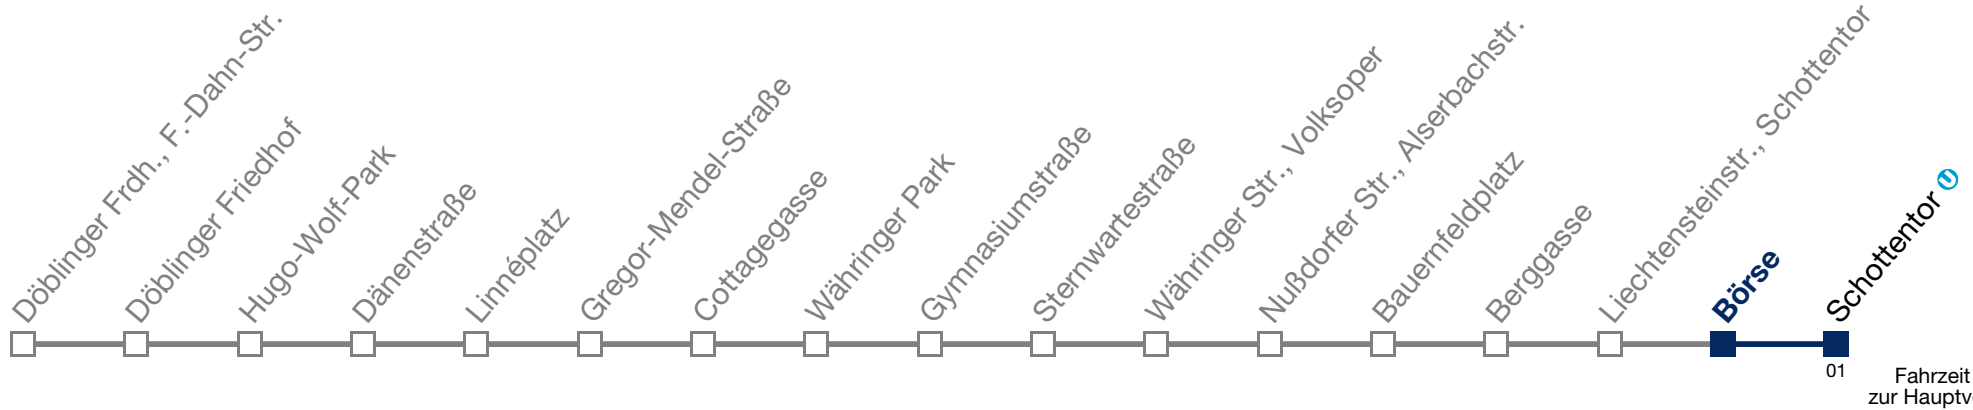 Döblinger Frdh., F.-Dahn-Str.
Döblinger Friedhof
Hugo-Wolf-Park
Dänenstraße
Linnéplatz
Gregor-Mendel-Straße
Cottagegasse
Währinger Park
Gymnasiumstraße
Sternwartestraße
Währinger Str., Volksoper
Nußdorfer Str., Alserbachstr.
Bauernfeldplatz
Berggasse
Liechtensteinstr., Schottentor
Börse
Schottentor U
01
Fahrzeit
zur